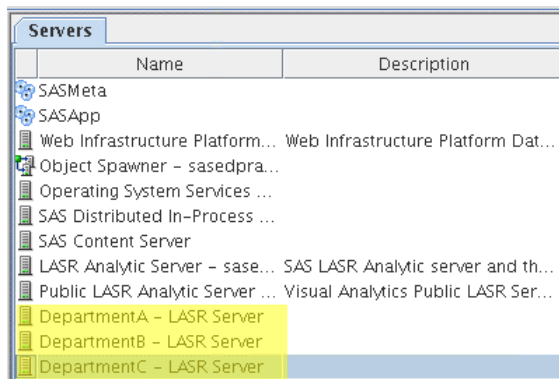 Servers
Name Description
SASMeta
SASApp
Web Infrastructure Platform... Web Infrastructure Platform Dat...
Object Spawner - sasedpra...
Operating System Services ...
SAS Distributed In-Process ...
SAS Content Server
LASR Analytic Server - sase... SAS LASR Analytic server and th...
Public LASR Analytic Server ... Visual Analytics Public LASR Ser...
DepartmentA - LASR Server
DepartmentB - LASR Server
DepartmentC - LASR Server